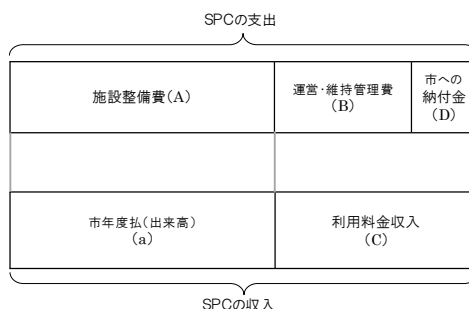 SPCの支出
施設整備費(A)
運営・維持管理費
(B)
市への
納付金
(D)
市年度払(出来高)
(a)
利用料金収入
(C)
SPCの収入